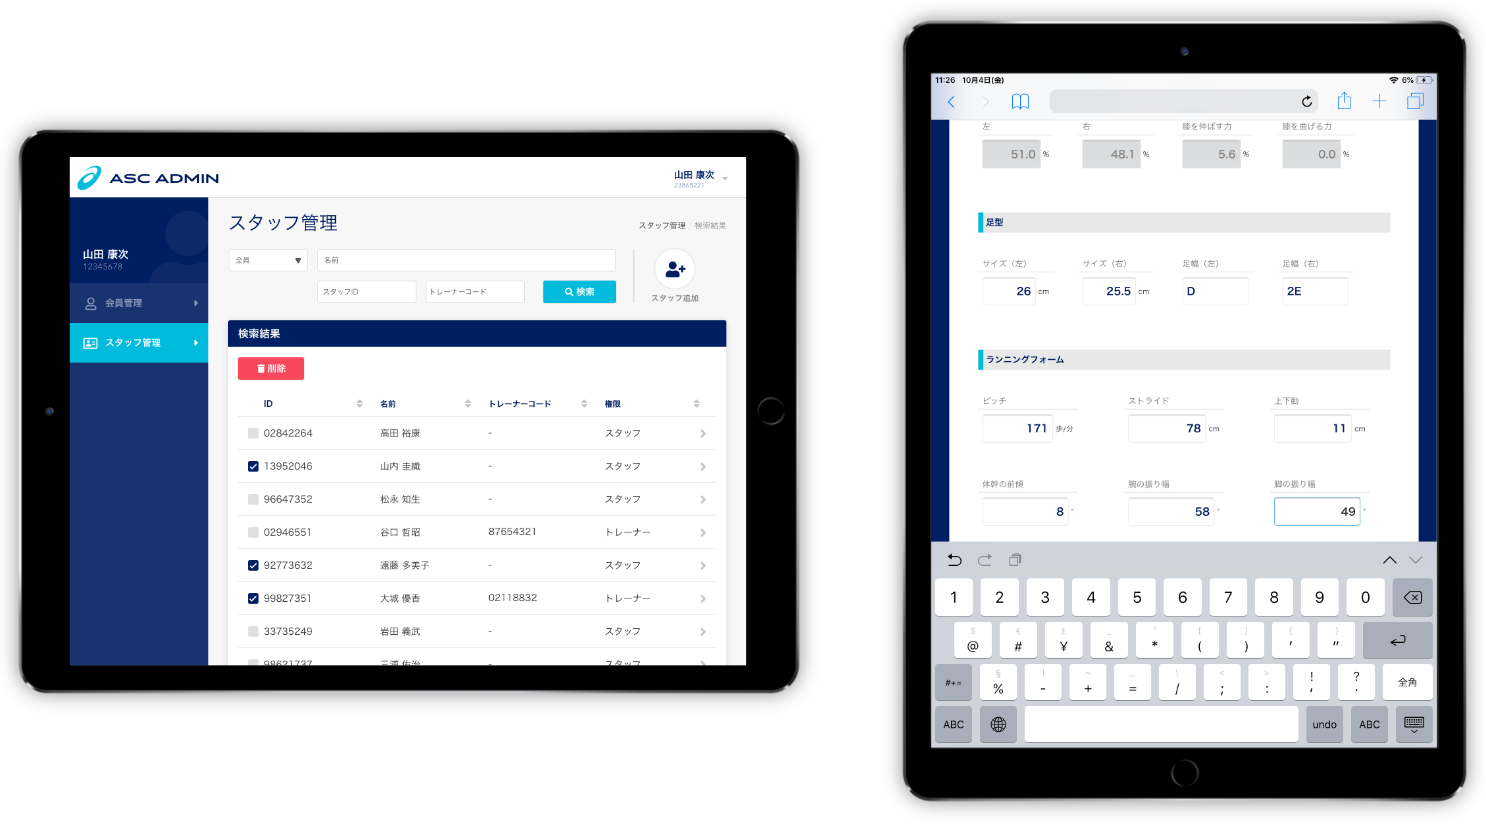 ASC ADMIN
山田 康次
23865221
山田 康次
12345678
会員管理
スタッフ管理
スタッフ管理
スタッフ管理 / 検索結果
全員 ▼
名前
スタッフID
トレーナーコード
検索
スタッフ追加
検索結果
削除
ID 名前 トレーナーコード 権限
02842264 高田 裕康 - スタッフ
13952046 山内 圭織 - スタッフ
96647352 松永 知生 - スタッフ
02946551 谷口 哲昭 87654321 トレーナー
92773632 遠藤 多美子 - スタッフ
99827351 大城 優香 02118832 トレーナー
33735249 岩田 義武 - スタッフ
98621737 三浦 佑治 - スタッフ
11:26 10月4日(金) 6%
左 右 膝を伸ばす力 膝を曲げる力
51.0 % 48.1 % 5.6 % 0.0 %
足型
サイズ（左） サイズ（右） 足幅（左） 足幅（右）
26 cm 25.5 cm D 2E
ランニングフォーム
ピッチ ストライド 上下動
171 歩/分 78 cm 11 cm
体幹の前傾 腕の振り幅 脚の振り幅
8 ° 58 ° 49 °
1 2 3 4 5 6 7 8 9 0
$ € £ _ ^ [ ] { }
@ # ¥ & * ( ) ' "
§ | ~ … \ < > ! ?
#+= % - + = / ; : , . 全角
ABC undo ABC